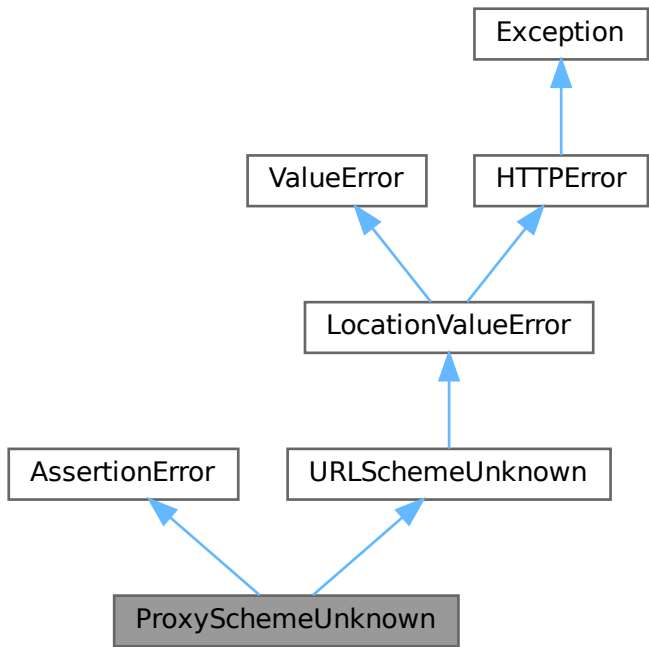 Exception
ValueError
HTTPError
LocationValueError
AssertionError
URLSchemeUnknown
ProxySchemeUnknown